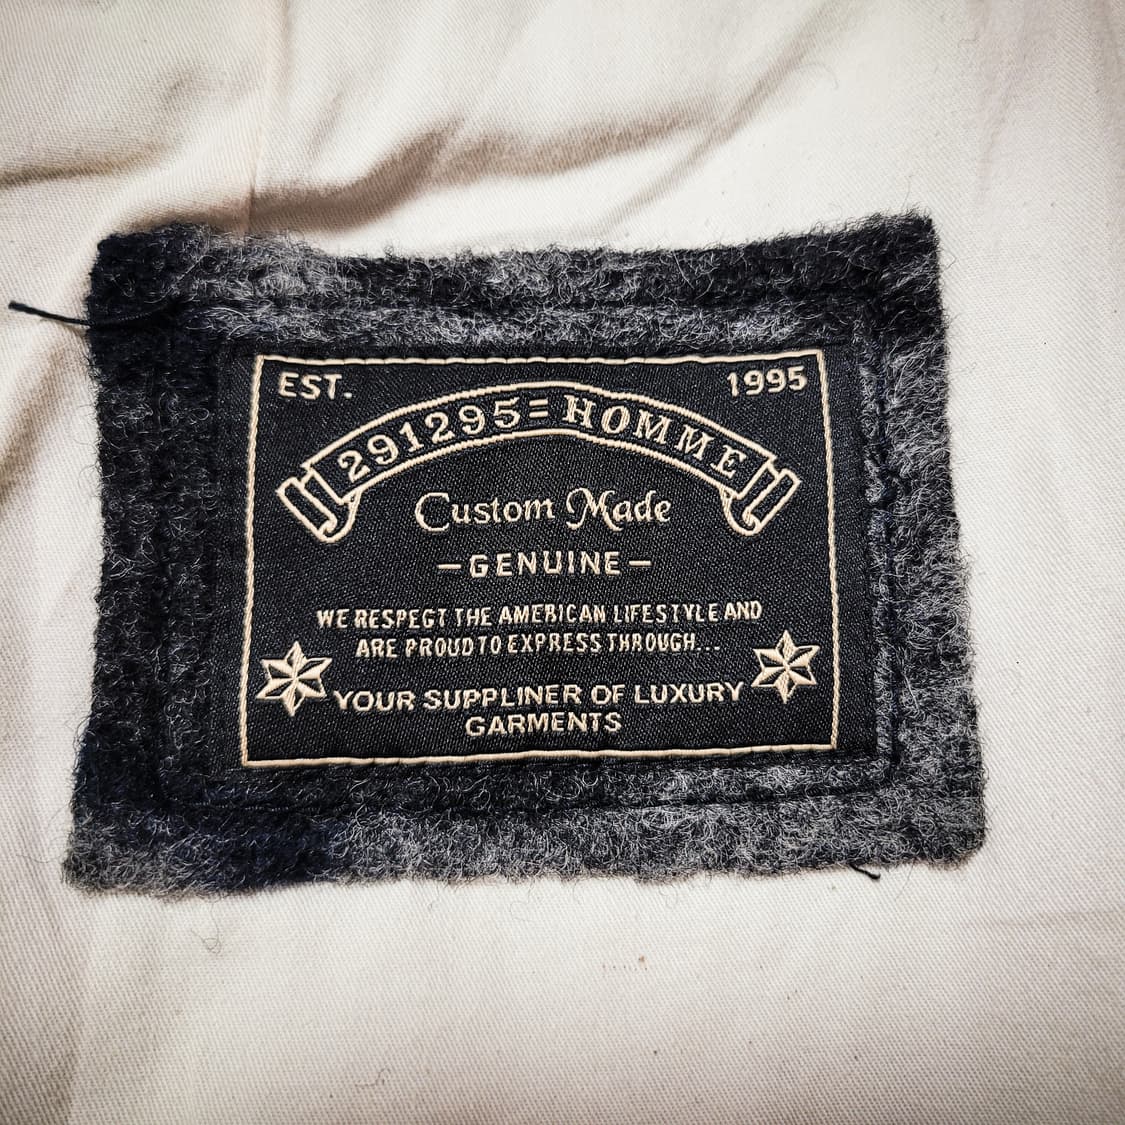 EST. 1995
291295=HOMME
Custom Made
-GENUINE-
WE RESPECT THE AMERICAN LIFESTYLE AND
ARE PROUD TO EXPRESS THROUGH...
YOUR SUPPLINER OF LUXURY
GARMENTS